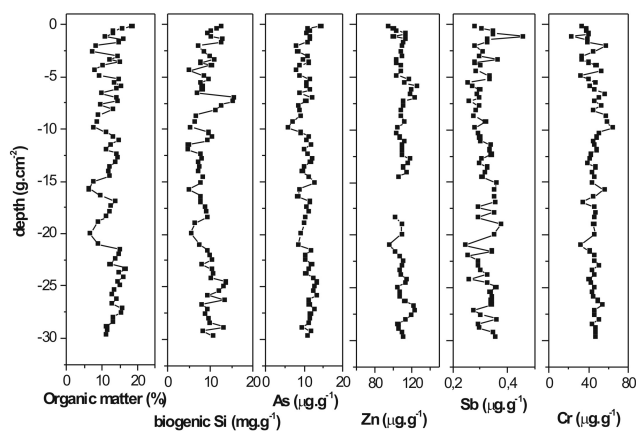 depth (g.cm²)
0
-5
-10
-15
-20
-25
-30
0 10 20
0 10 20
0 10 20
80 120
0,2 0,4
0 40 80
Organic matter (%)
biogenic Si (mg.g⁻¹)
As (µg.g⁻¹)
Zn (µg.g⁻¹)
Sb (µg.g⁻¹)
Cr (µg.g⁻¹)